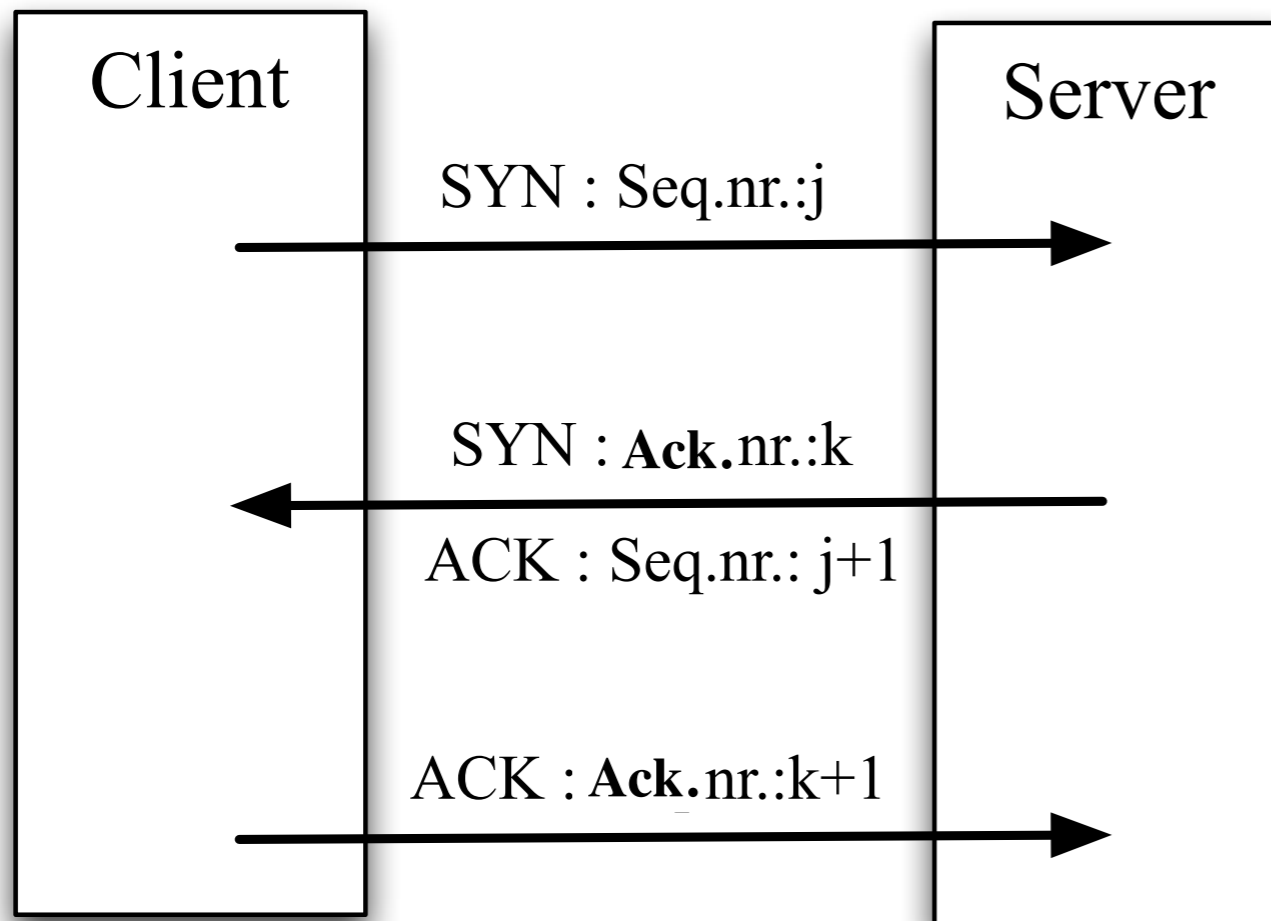 Client
Server
SYN : Seq.nr.:j
SYN : Ack.nr.:k
ACK : Seq.nr.: j+1
ACK : Ack.nr.:k+1